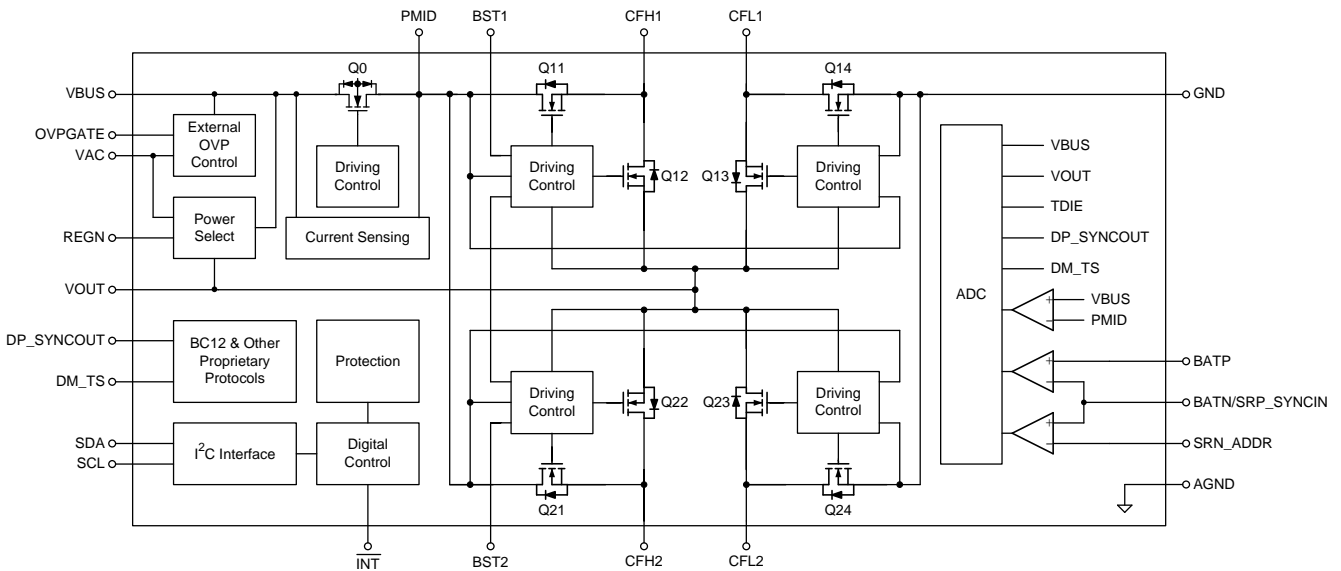 PMID
BST1
CFH1
CFL1
Q0
Q11
Q14
VBUS
GND
OVPGATE
VAC
External
OVP
Control
Driving
Control
Driving
Control
Q12
Q13
Driving
Control
VBUS
VOUT
TDIE
DP_SYNCOUT
DM_TS
REGN
Power
Select
Current Sensing
VOUT
ADC
VBUS
PMID
DP_SYNCOUT
DM_TS
BC12 & Other
Proprietary
Protocols
Protection
Driving
Control
Q22
Q23
Driving
Control
BATP
BATN/SRP_SYNCIN
SRN_ADDR
SDA
SCL
I2C Interface
Digital
Control
Q21
Q24
AGND
INT
BST2
CFH2
CFL2
+
−
+
−
+
−